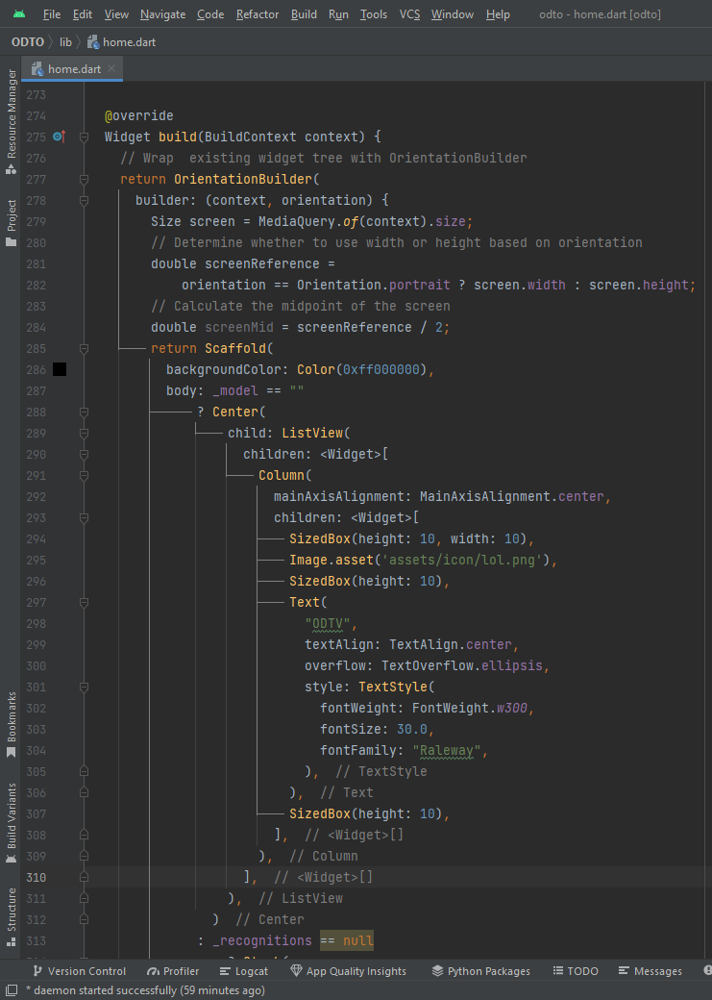 File Edit View Navigate Code Refactor Build Run Tools VCS Window Help odto - home.dart [odto]
ODTO lib home.dart
home.dart
Resource Manager
Project
Bookmarks
Build Variants
Structure
273
274 @override
275 Widget build(BuildContext context) {
276 // Wrap  existing widget tree with OrientationBuilder
277 return OrientationBuilder(
278 builder: (context, orientation) {
279 Size screen = MediaQuery.of(context).size;
280 // Determine whether to use width or height based on orientation
281 double screenReference =
282 orientation == Orientation.portrait ? screen.width : screen.height;
283 // Calculate the midpoint of the screen
284 double screenMid = screenReference / 2;
285 return Scaffold(
286 backgroundColor: Color(0xff000000),
287 body: _model == ""
288 ? Center(
289 child: ListView(
290 children: <Widget>[
291 Column(
292 mainAxisAlignment: MainAxisAlignment.center,
293 children: <Widget>[
294 SizedBox(height: 10, width: 10),
295 Image.asset('assets/icon/lol.png'),
296 SizedBox(height: 10),
297 Text(
298 "ODTV",
299 textAlign: TextAlign.center,
300 overflow: TextOverflow.ellipsis,
301 style: TextStyle(
302 fontWeight: FontWeight.w300,
303 fontSize: 30.0,
304 fontFamily: "Raleway",
305 ), // TextStyle
306 ), // Text
307 SizedBox(height: 10),
308 ], // <Widget>[]
309 ), // Column
310 ], // <Widget>[]
311 ), // ListView
312 ) // Center
313 : _recognitions == null
Version Control Profiler Logcat App Quality Insights Python Packages TODO Messages
* daemon started successfully (59 minutes ago)